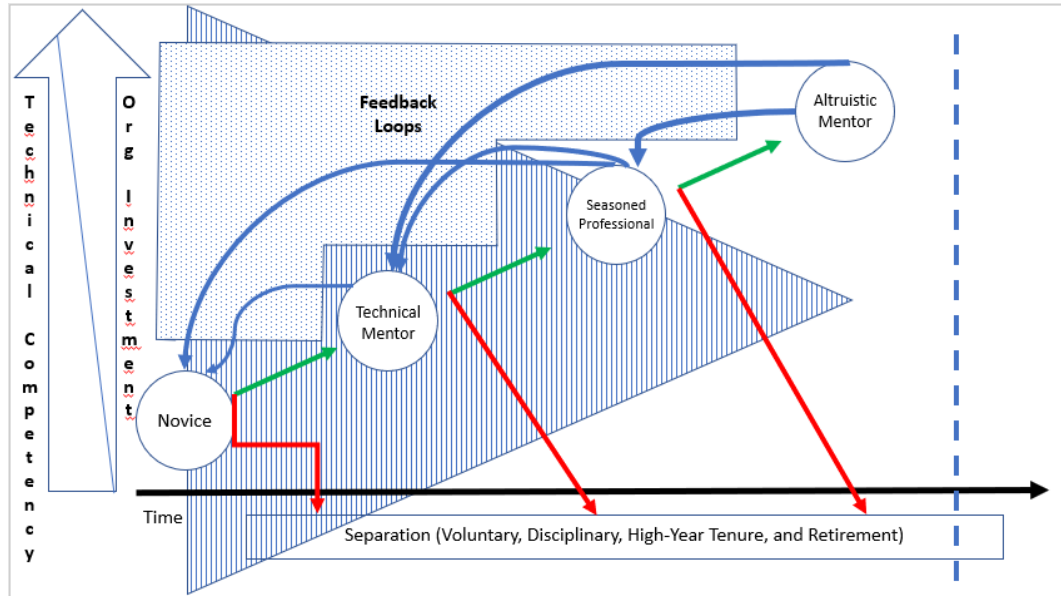 Technical Competency
Org Investment
Feedback
Loops
Altruistic
Mentor
Seasoned
Professional
Technical
Mentor
Novice
Time
Separation (Voluntary, Disciplinary, High-Year Tenure, and Retirement)